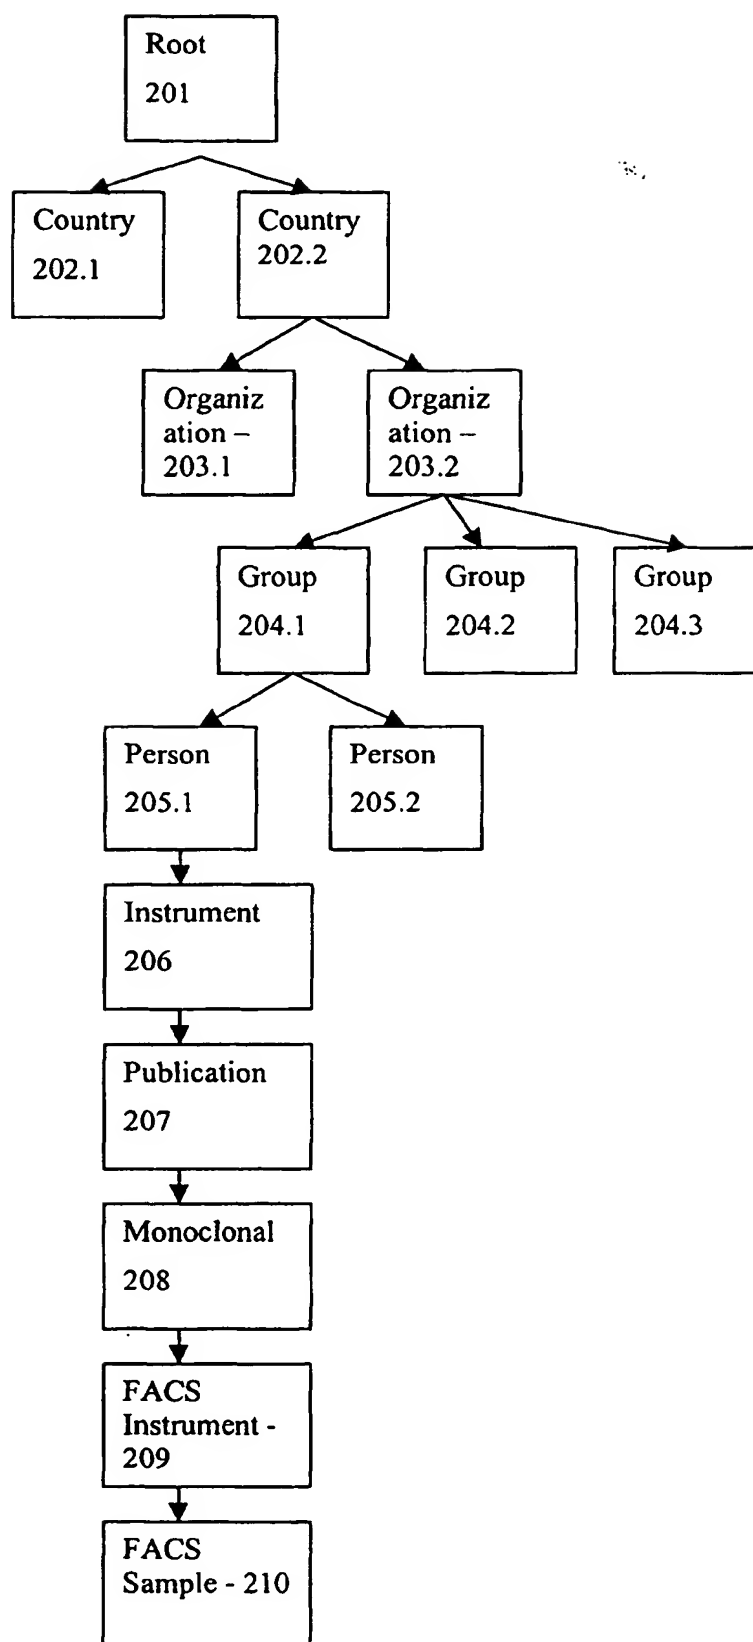 Root
201
Country
202.1
Country
202.2
Organiz
ation –
203.1
Organiz
ation –
203.2
Group
204.1
Group
204.2
Group
204.3
Person
205.1
Person
205.2
Instrument
206
Publication
207
Monoclonal
208
FACS
Instrument -
209
FACS
Sample - 210